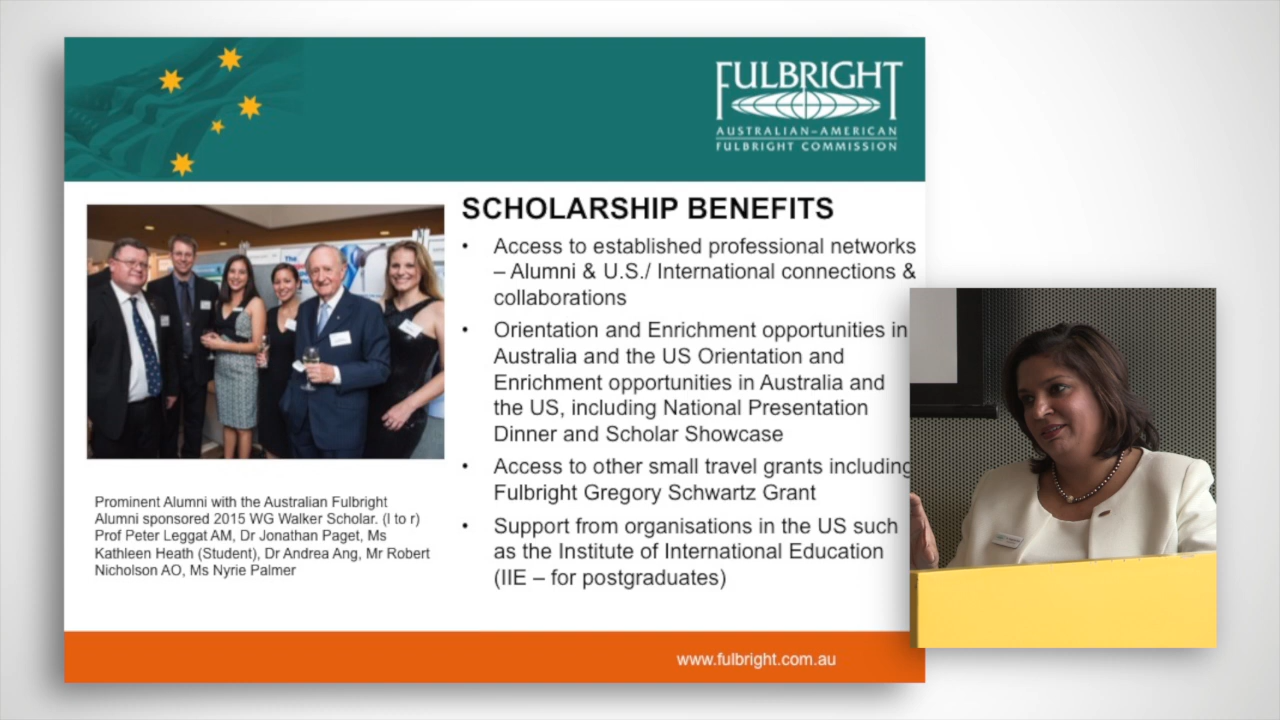 FULBRIGHT
AUSTRALIAN–AMERICAN
FULBRIGHT COMMISSION
SCHOLARSHIP BENEFITS
• Access to established professional networks
– Alumni & U.S./ International connections &
collaborations
• Orientation and Enrichment opportunities in
Australia and the US Orientation and
Enrichment opportunities in Australia and
the US, including National Presentation
Dinner and Scholar Showcase
• Access to other small travel grants including
Fulbright Gregory Schwartz Grant
• Support from organisations in the US such
as the Institute of International Education
(IIE – for postgraduates)
Prominent Alumni with the Australian Fulbright
Alumni sponsored 2015 WG Walker Scholar. (l to r)
Prof Peter Leggat AM, Dr Jonathan Paget, Ms
Kathleen Heath (Student), Dr Andrea Ang, Mr Robert
Nicholson AO, Ms Nyrie Palmer
www.fulbright.com.au